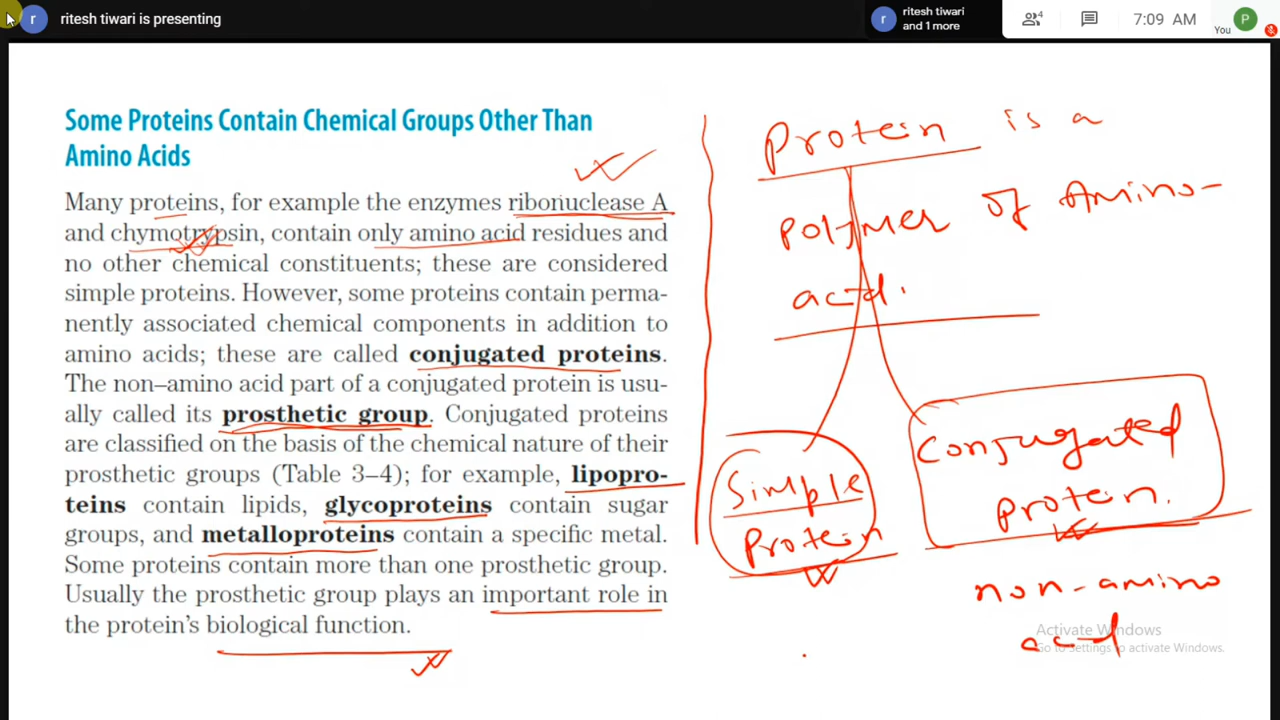 r ritesh tiwari is presenting
r ritesh tiwari
and 1 more
4
7:09 AM
P
You
Some Proteins Contain Chemical Groups Other Than
Amino Acids
Many proteins, for example the enzymes ribonuclease A
and chymotrypsin, contain only amino acid residues and
no other chemical constituents; these are considered
simple proteins. However, some proteins contain perma-
nently associated chemical components in addition to
amino acids; these are called conjugated proteins.
The non–amino acid part of a conjugated protein is usu-
ally called its prosthetic group. Conjugated proteins
are classified on the basis of the chemical nature of their
prosthetic groups (Table 3–4); for example, lipopro-
teins contain lipids, glycoproteins contain sugar
groups, and metalloproteins contain a specific metal.
Some proteins contain more than one prosthetic group.
Usually the prosthetic group plays an important role in
the protein's biological function.
Protein is a
polymer of Amino-
acid.
Simple
Protein
Conjugated
Protein.
non-amino
acid
Activate Windows
Go to Settings to activate Windows.